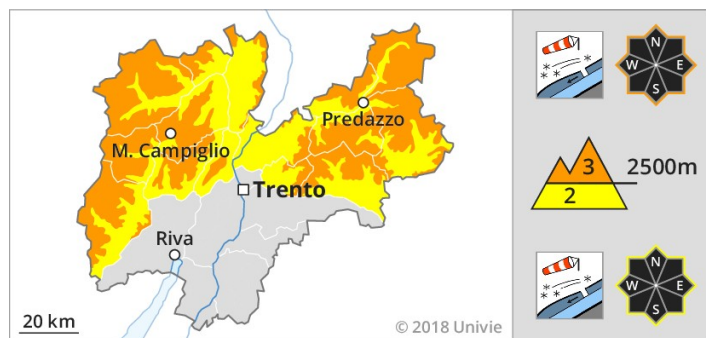 Predazzo
M. Campiglio
Trento
Riva
20 km
© 2018 Univie
N
W E
S
3 2500m
2
N
W E
S